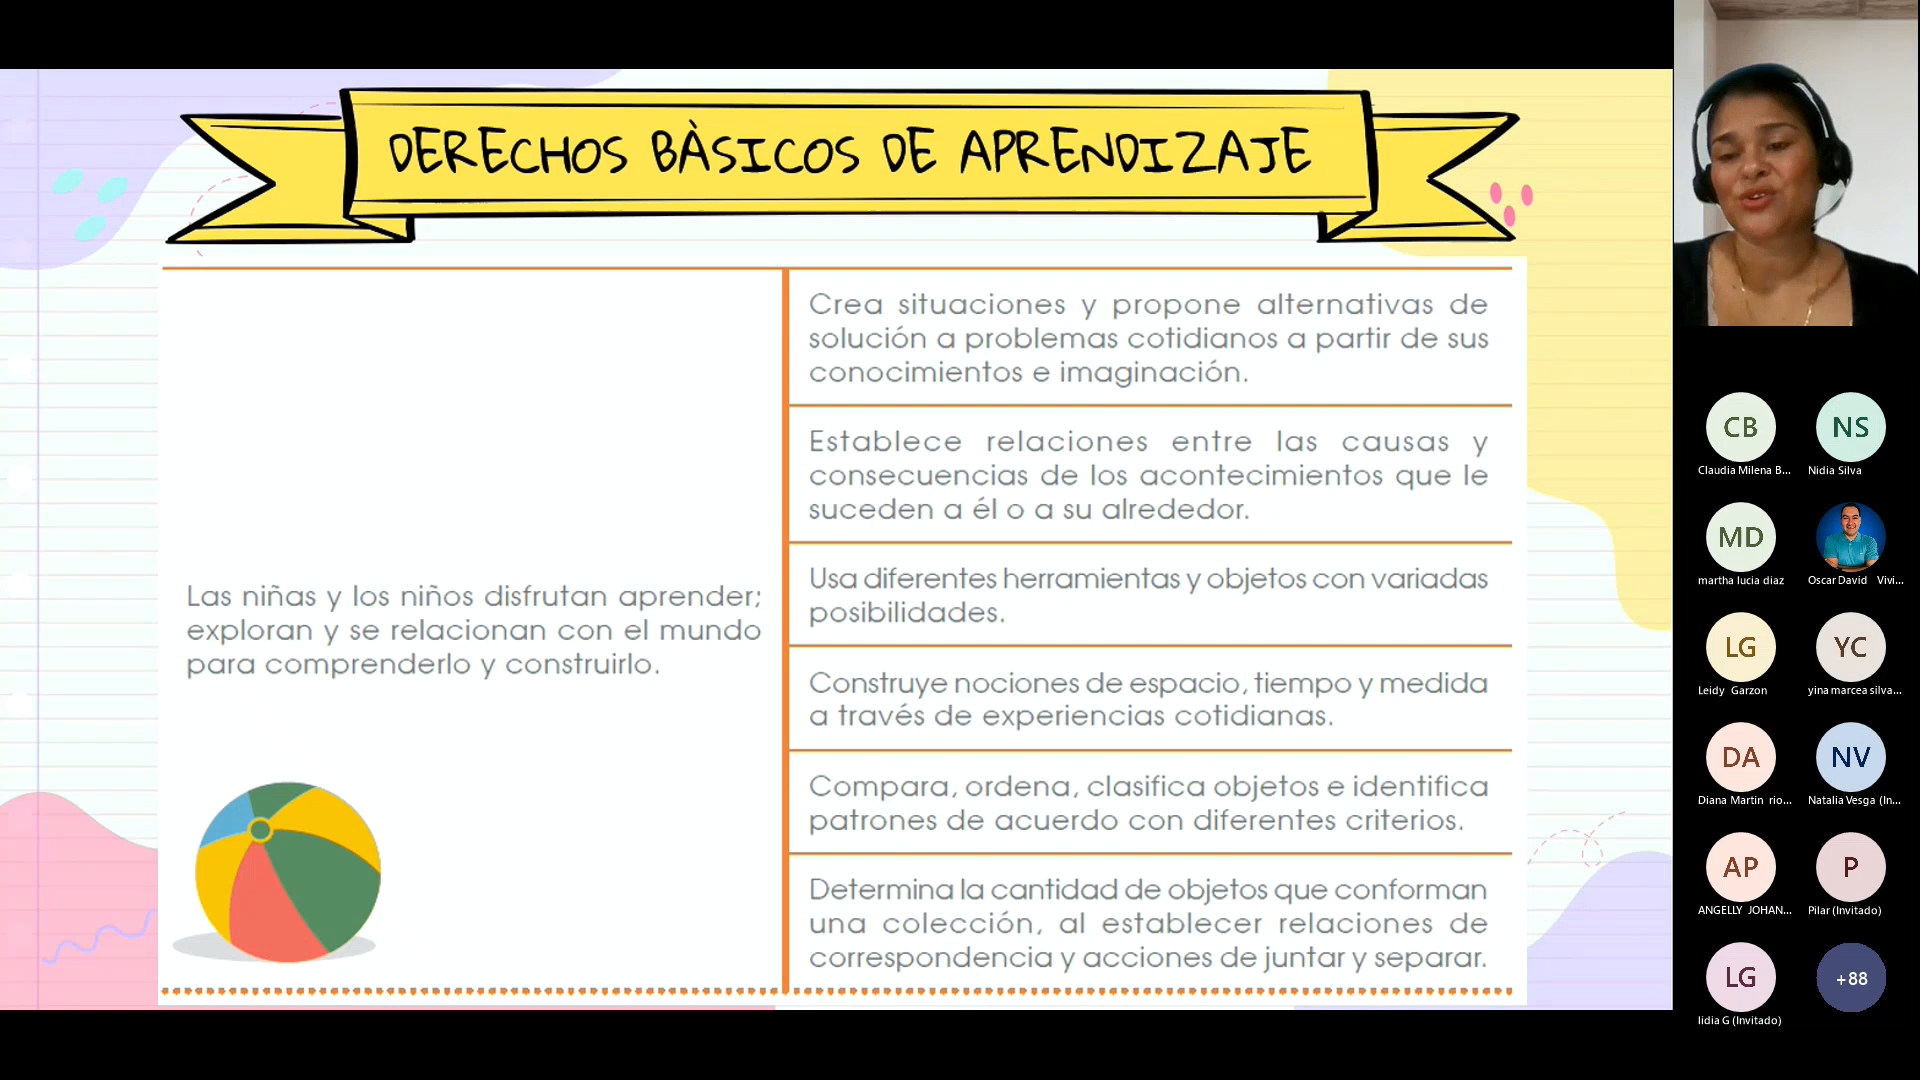 DERECHOS BÀSICOS DE APRENDIZAJE
Las niñas y los niños disfrutan aprender;
exploran y se relacionan con el mundo
para comprenderlo y construirlo.
Crea situaciones y propone alternativas de
solución a problemas cotidianos a partir de sus
conocimientos e imaginación.
Establece relaciones entre las causas y
consecuencias de los acontecimientos que le
suceden a él o a su alrededor.
Usa diferentes herramientas y objetos con variadas
posibilidades.
Construye nociones de espacio, tiempo y medida
a través de experiencias cotidianas.
Compara, ordena, clasifica objetos e identifica
patrones de acuerdo con diferentes criterios.
Determina la cantidad de objetos que conforman
una colección, al establecer relaciones de
correspondencia y acciones de juntar y separar.
CB
Claudia Milena B...
NS
Nidia Silva
MD
martha lucia diaz
Oscar David Vivi...
LG
Leidy Garzon
YC
yina marcea silva...
DA
Diana Martin rio...
NV
Natalia Vesga (In...
AP
ANGELLY JOHAN...
P
Pilar (Invitado)
LG
lidia G (Invitado)
+88